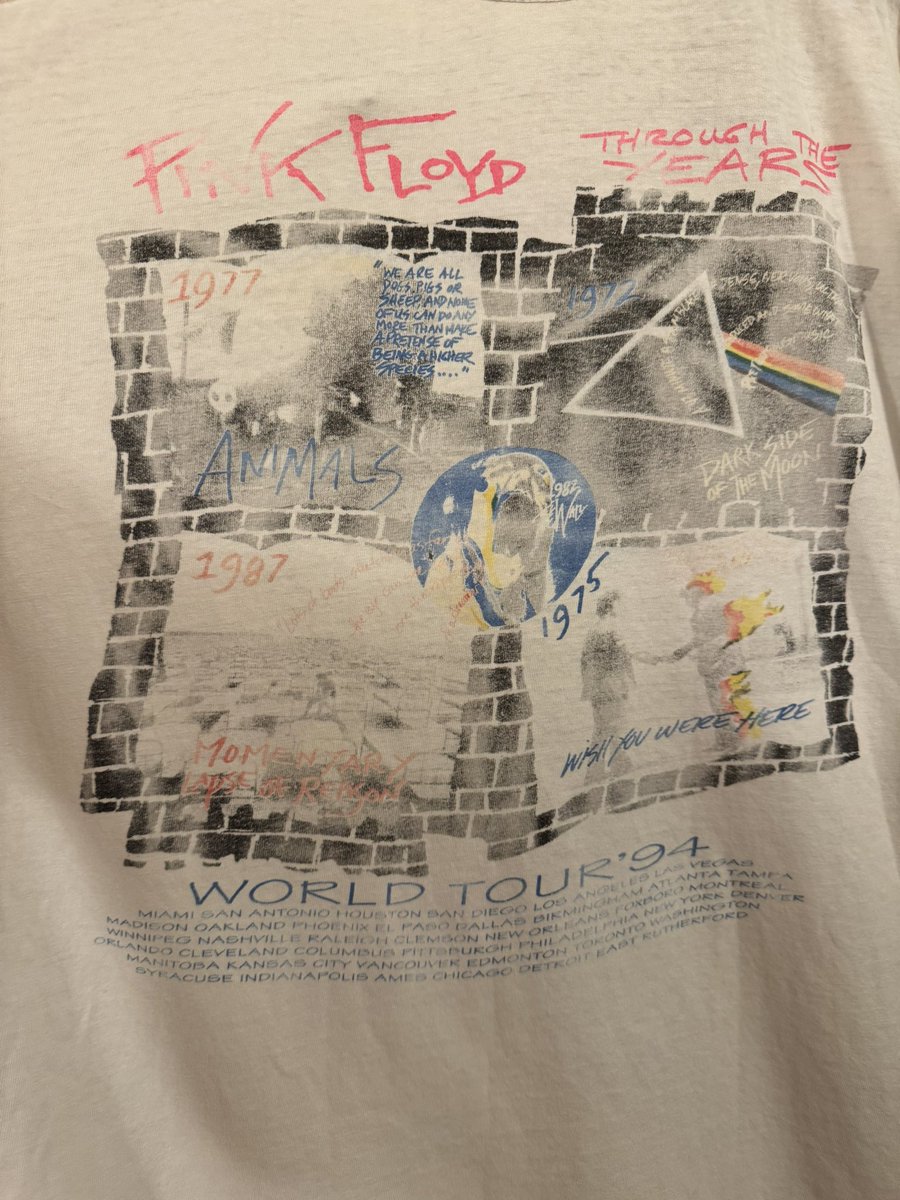 PINK FLOYD
THROUGH THE
YEARS
1977
"WE ARE ALL
DOGS, PIGS OR
SHEEP, AND NONE
OF US CAN DO ANY
MORE THAN MAKE
A PRETENSE OF
BEING A HIGHER
SPECIES...."
ANIMALS
1972
DARK SIDE
OF THE MOON
1982
THE WALL
1987
MOMENTARY
LAPSE OF REASON
1975
WISH YOU WERE HERE
WORLD TOUR '94
MIAMI SAN ANTONIO HOUSTON SAN DIEGO LOS ANGELES LAS VEGAS
MADISON OAKLAND PHOENIX EL PASO DALLAS BIRMINGHAM ATLANTA TAMPA
WINNIPEG NASHVILLE RALEIGH CLEMSON NEW ORLEANS FOXBORO MONTREAL
ORLANDO CLEVELAND COLUMBUS PITTSBURGH PHILADELPHIA NEW YORK DENVER
MANITOBA KANSAS CITY VANCOUVER EDMONTON TORONTO WASHINGTON
SYRACUSE INDIANAPOLIS AMES CHICAGO DETROIT EAST RUTHERFORD